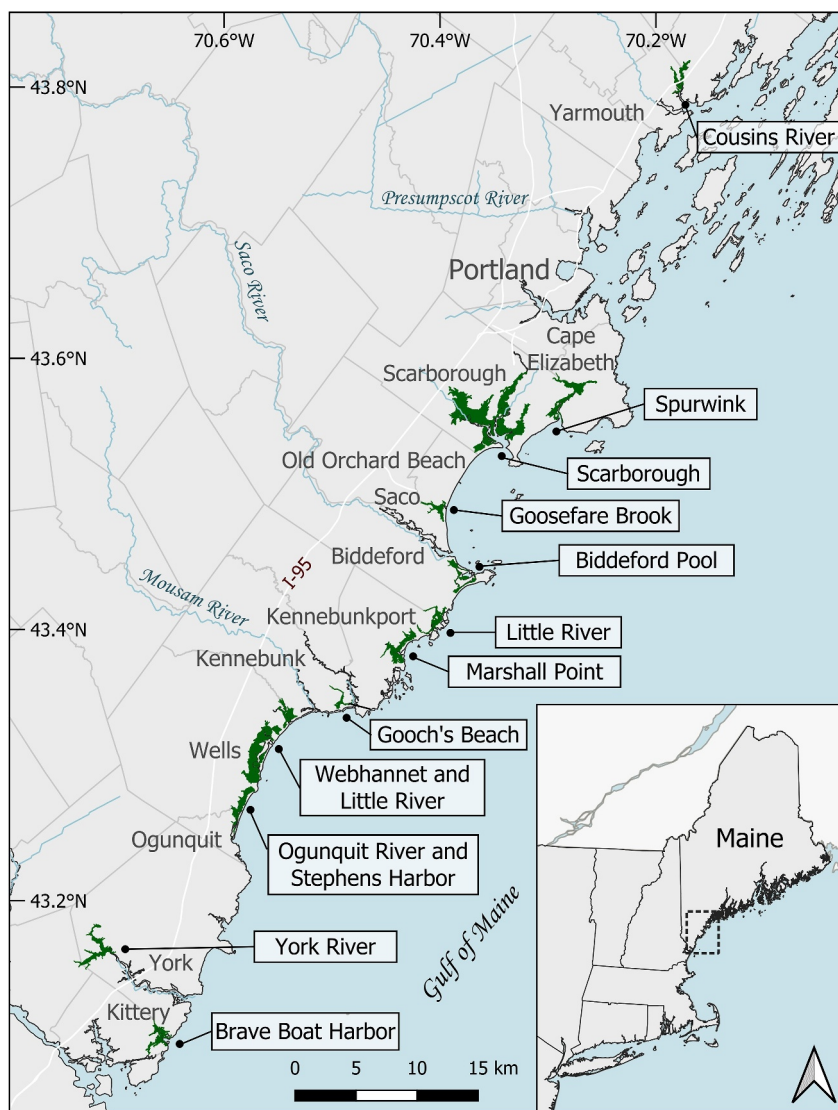 70.6°W
70.4°W
70.2°W
43.8°N
Yarmouth
Cousins River
Presumpscot River
Saco River
Portland
43.6°N
Cape
Elizabeth
Scarborough
Spurwink
Old Orchard Beach
Scarborough
Saco
Goosefare Brook
Biddeford
Biddeford Pool
I-95
Mousam River
Kennebunkport
43.4°N
Little River
Kennebunk
Marshall Point
Gooch's Beach
Wells
Webhannet and
Little River
Ogunquit
Ogunquit River and
Stephens Harbor
Maine
43.2°N
Gulf of Maine
York River
York
Kittery
Brave Boat Harbor
0
5
10
15 km